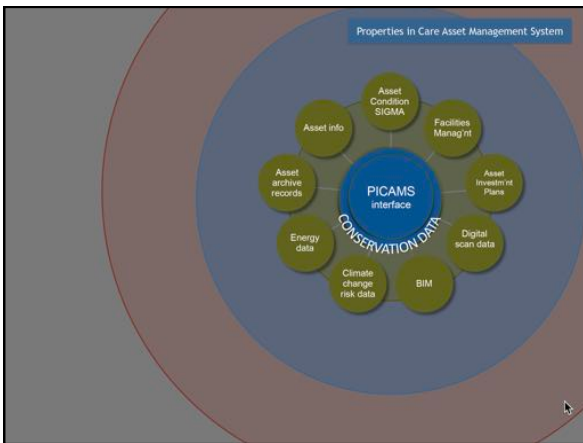 Properties in Care Asset Management System
Asset
Condition
SIGMA
Facilities
Manag'nt
Asset
Investm'nt
Plans
Digital
scan data
BIM
Climate
change
risk data
Energy
data
Asset
archive
records
Asset info
PICAMS
interface
CONSERVATION DATA